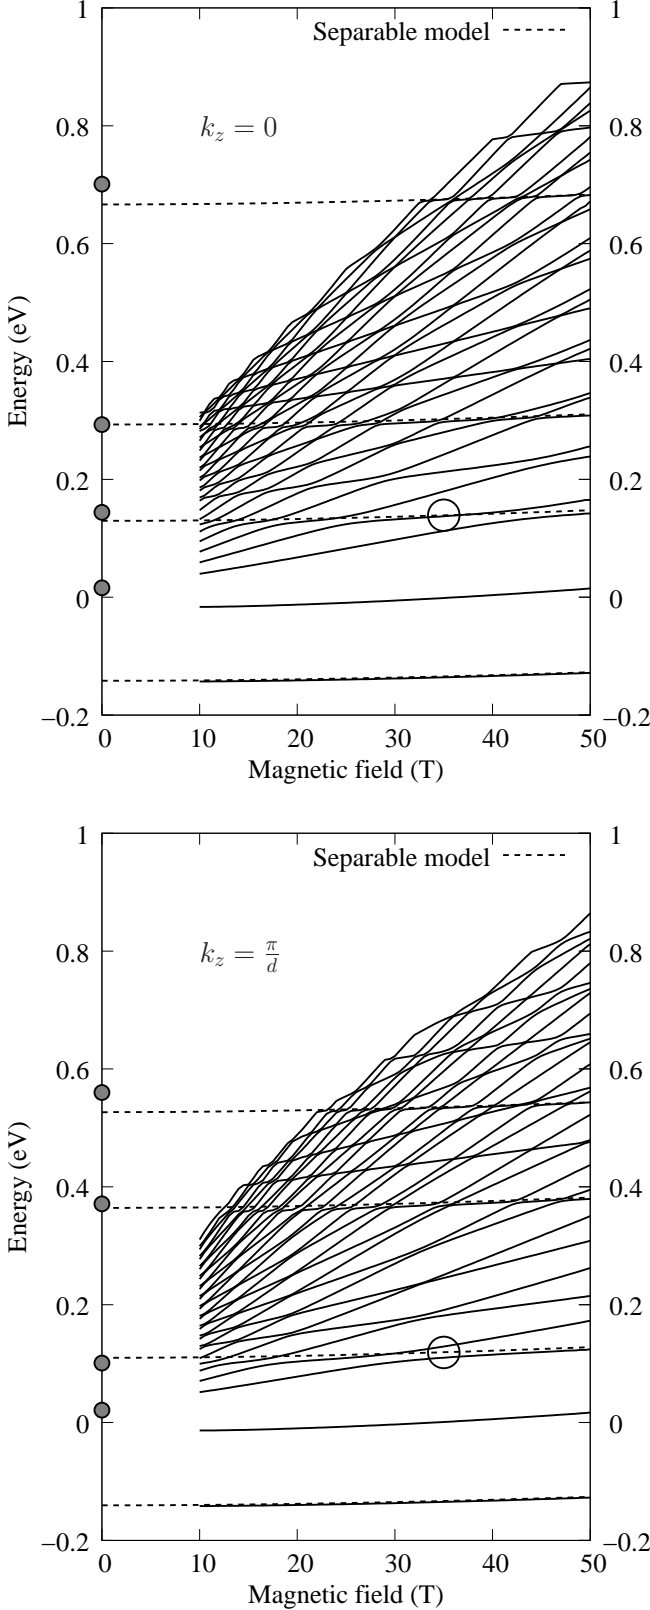 1 1
Separable model
0.8 0.8
k_z = 0
0.6 0.6
Energy (eV)
0.4 0.4
0.2 0.2
0 0
−0.2 −0.2
0 10 20 30 40 50
Magnetic field (T)
1 1
Separable model
0.8 0.8
k_z = π/d
0.6 0.6
Energy (eV)
0.4 0.4
0.2 0.2
0 0
−0.2 −0.2
0 10 20 30 40 50
Magnetic field (T)